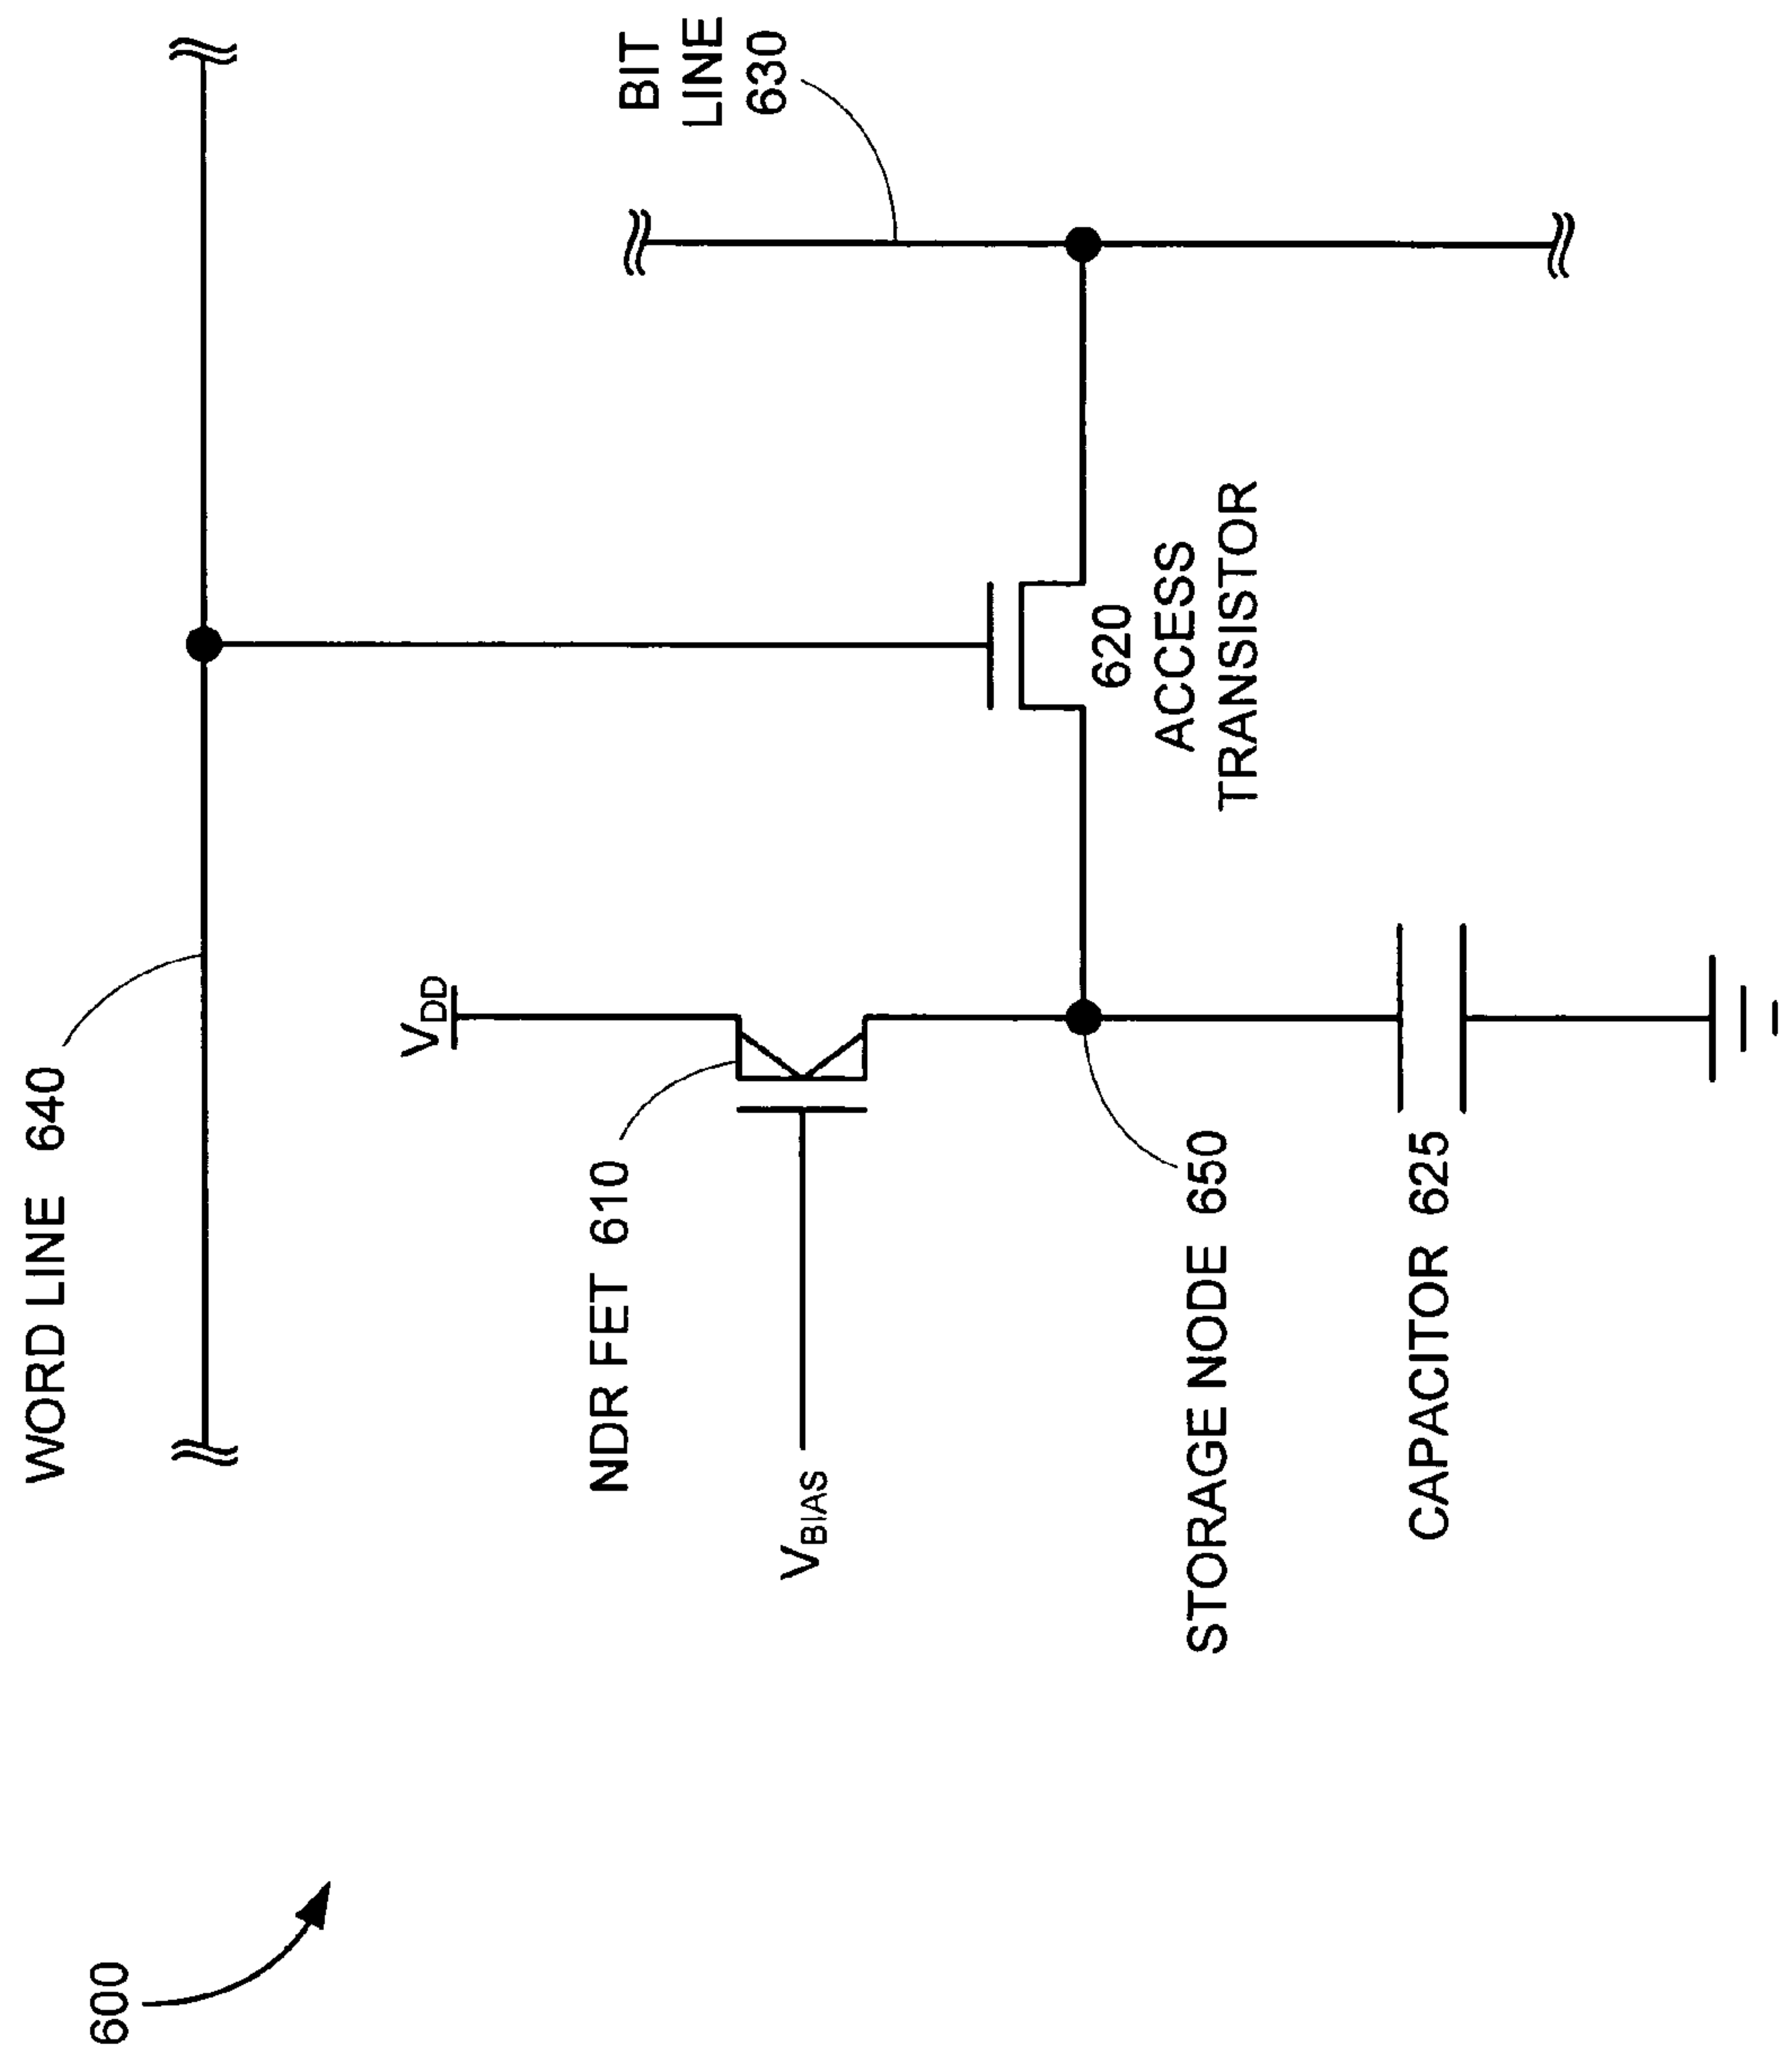 WORD LINE 640
BIT
LINE
630
VDD
NDR FET 610
VBIAS
620
ACCESS
TRANSISTOR
STORAGE NODE 650
CAPACITOR 625
600